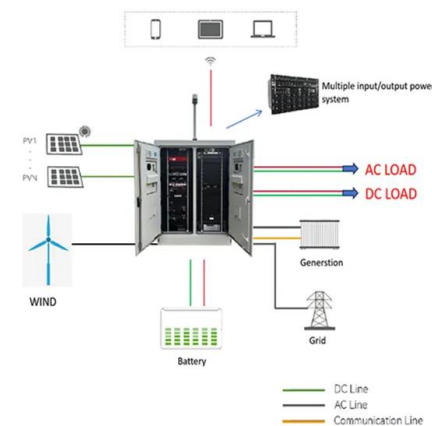 Multiple input/output power
system
PV1
PVN
AC LOAD
DC LOAD
WIND
Generstion
Grid
Battery
DC Line
AC Line
Communication Line